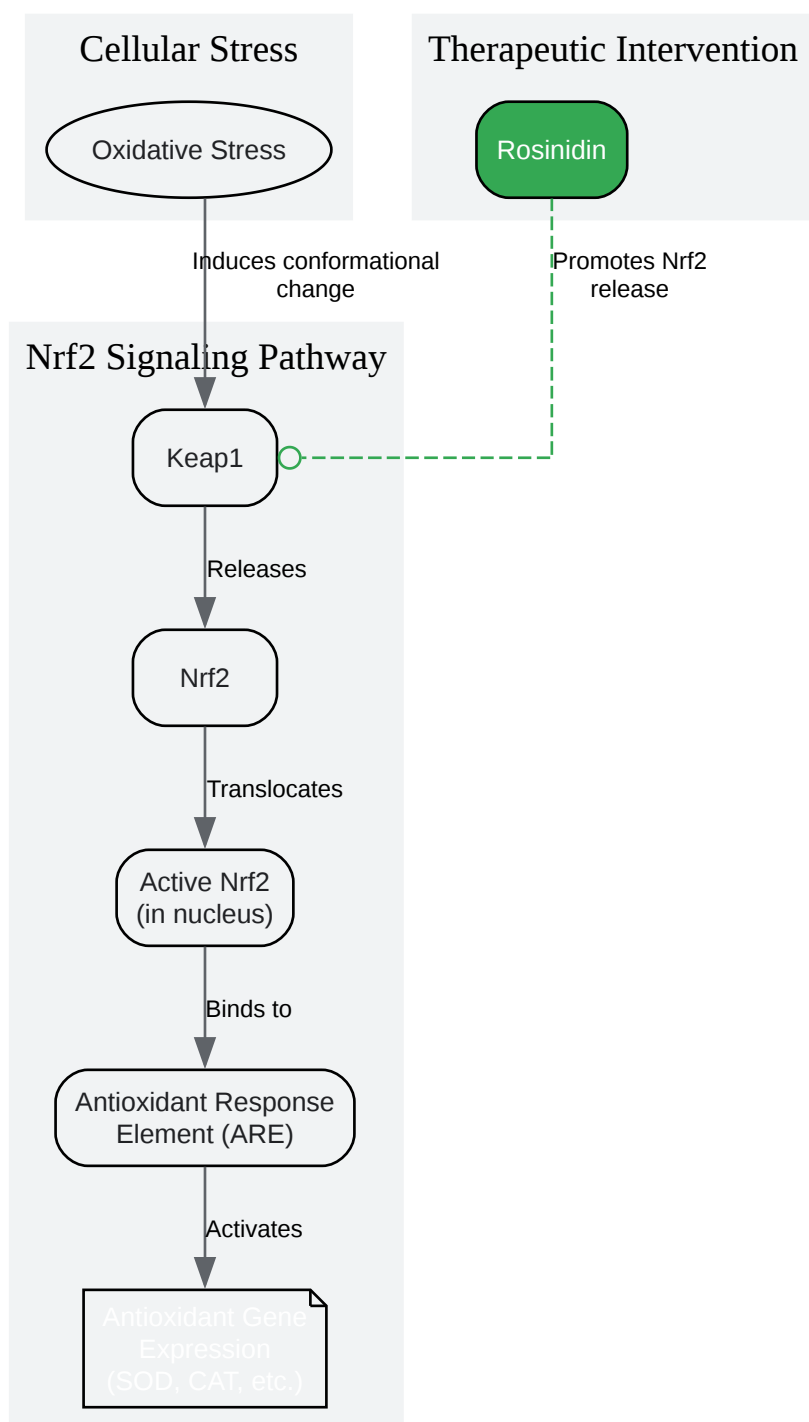 Cellular Stress
Therapeutic Intervention
Oxidative Stress
Rosinidin
Induces conformational
change
Promotes Nrf2
release
Nrf2 Signaling Pathway
Keap1
Releases
Nrf2
Translocates
Active Nrf2
(in nucleus)
Binds to
Antioxidant Response
Element (ARE)
Activates
Antioxidant Gene
Expression
(SOD, CAT, etc.)